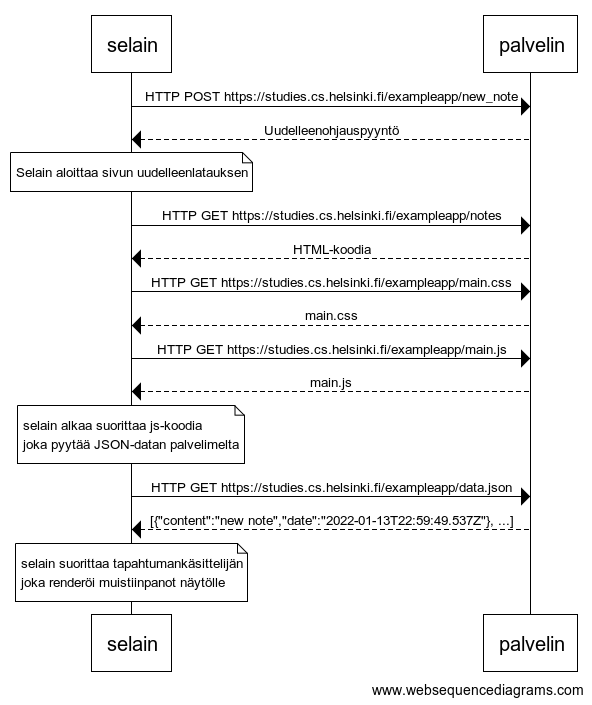 selain
palvelin
HTTP POST https://studies.cs.helsinki.fi/exampleapp/new_note
Uudelleenohjauspyyntö
Selain aloittaa sivun uudelleenlatauksen
HTTP GET https://studies.cs.helsinki.fi/exampleapp/notes
HTML-koodia
HTTP GET https://studies.cs.helsinki.fi/exampleapp/main.css
main.css
HTTP GET https://studies.cs.helsinki.fi/exampleapp/main.js
main.js
selain alkaa suorittaa js-koodia
joka pyytää JSON-datan palvelimelta
HTTP GET https://studies.cs.helsinki.fi/exampleapp/data.json
[{"content":"new note","date":"2022-01-13T22:59:49.537Z"}, ...]
selain suorittaa tapahtumankäsittelijän
joka renderöi muistiinpanot näytölle
selain
palvelin
www.websequencediagrams.com